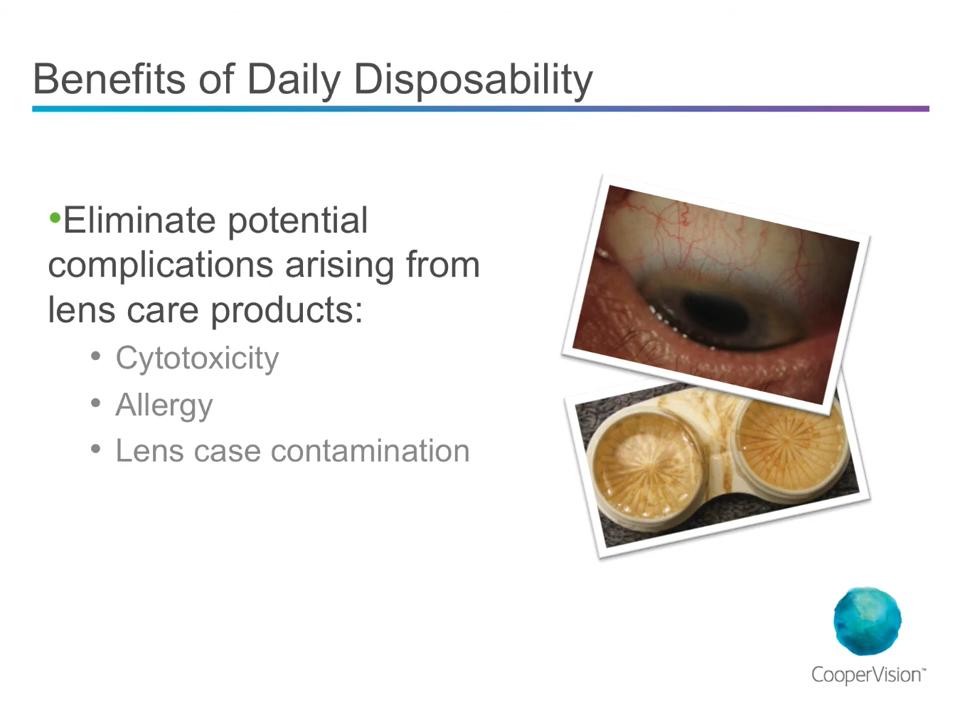 Benefits of Daily Disposability
•Eliminate potential
complications arising from
lens care products:
• Cytotoxicity
• Allergy
• Lens case contamination
CooperVision™